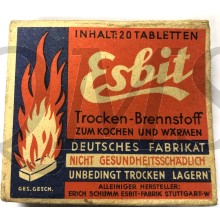 INHALT: 20 TABLETTEN
Esbit
Trocken-Brennstoff
ZUM KOCHEN UND WÄRMEN
DEUTSCHES FABRIKAT
NICHT GESUNDHEITSSCHÄDLICH
UNBEDINGT TROCKEN LAGERN
GES. GESCH.
ALLEINIGER HERSTELLER:
ERICH SCHUMM ESBIT-FABRIK STUTTGART-W